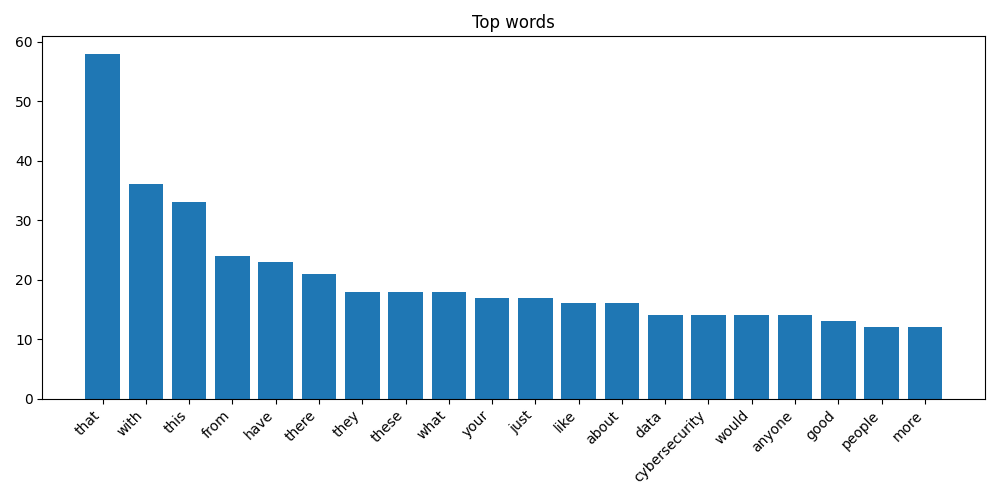 Top words
60
50
40
30
20
10
0
that
with
this
from
have
there
they
these
what
your
just
like
about
data
cybersecurity
would
anyone
good
people
more